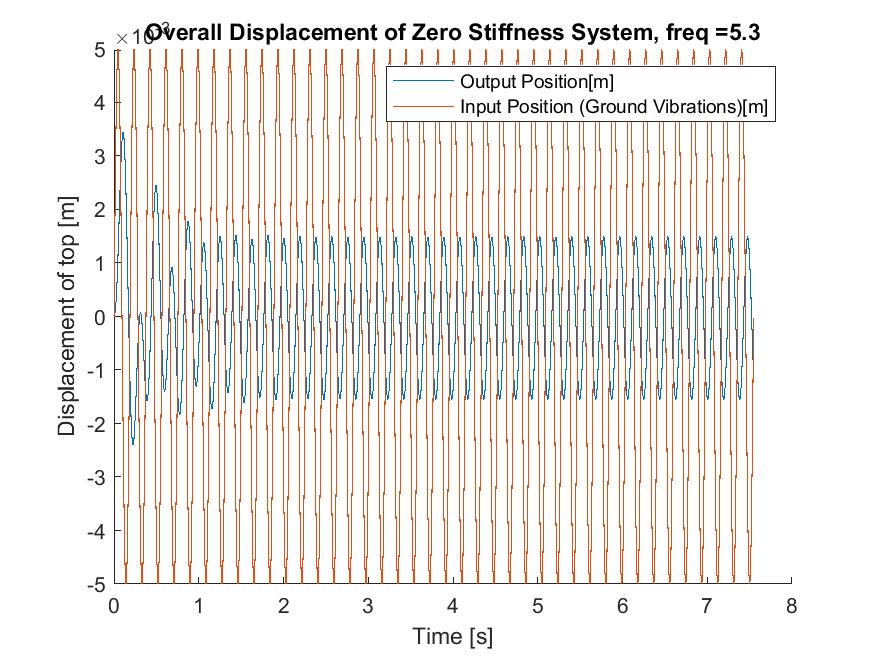 ×10-3
Overall Displacement of Zero Stiffness System, freq =5.3
Output Position[m]
Input Position (Ground Vibrations)[m]
Displacement of top [m]
5
4
3
2
1
0
-1
-2
-3
-4
-5
0 1 2 3 4 5 6 7 8
Time [s]